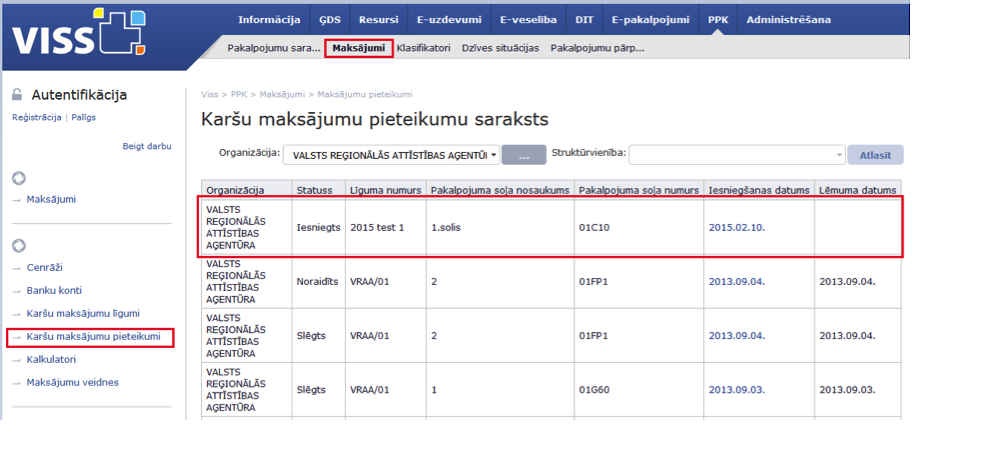 VISS
Informācija ĢDS Resursi E-uzdevumi E-veselība DIT E-pakalpojumi PPK Administrēšana
Pakalpojumu sara... Maksājumi Klasifikatori Dzīves situācijas Pakalpojumu pārp...
Autentifikācija
Reģistrācija | Palīgs
Beigt darbu
→ Maksājumi
→ Cenrāži
→ Banku konti
→ Karšu maksājumu līgumi
→ Karšu maksājumu pieteikumi
→ Kalkulatori
→ Maksājumu veidnes
Viss > PPK > Maksājumi > Maksājumu pieteikumi
Karšu maksājumu pieteikumu saraksts
Organizācija: VALSTS REĢIONĀLĀS ATTĪSTĪBAS AĢENTŪI ... Struktūrvienība: Atlasīt
Organizācija Statuss Līguma numurs Pakalpojuma soļa nosaukums Pakalpojuma soļa numurs Iesniegšanas datums Lēmuma datums
VALSTS
REĢIONĀLĀS
ATTĪSTĪBAS
AĢENTŪRA
Iesniegts 2015 test 1 1.solis 01C10 2015.02.10.
VALSTS
REĢIONĀLĀS
ATTĪSTĪBAS
AĢENTŪRA
Noraidīts VRAA/01 2 01FP1 2013.09.04. 2013.09.04.
VALSTS
REĢIONĀLĀS
ATTĪSTĪBAS
AĢENTŪRA
Slēgts VRAA/01 2 01FP1 2013.09.04. 2013.09.04.
VALSTS
REĢIONĀLĀS
ATTĪSTĪBAS
AĢENTŪRA
Slēgts VRAA/01 1 01G60 2013.09.03. 2013.09.03.